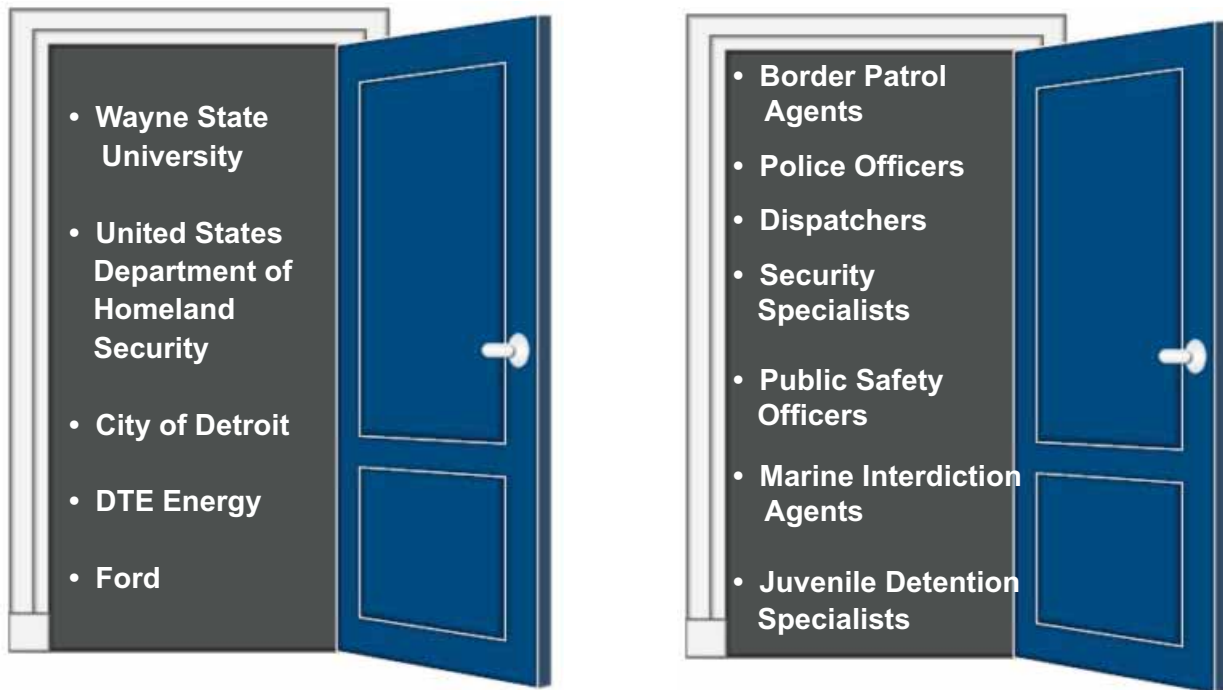 • Wayne State
University
• United States
Department of
Homeland
Security
• City of Detroit
• DTE Energy
• Ford
• Border Patrol
Agents
• Police Officers
• Dispatchers
• Security
Specialists
• Public Safety
Officers
• Marine Interdiction
Agents
• Juvenile Detention
Specialists